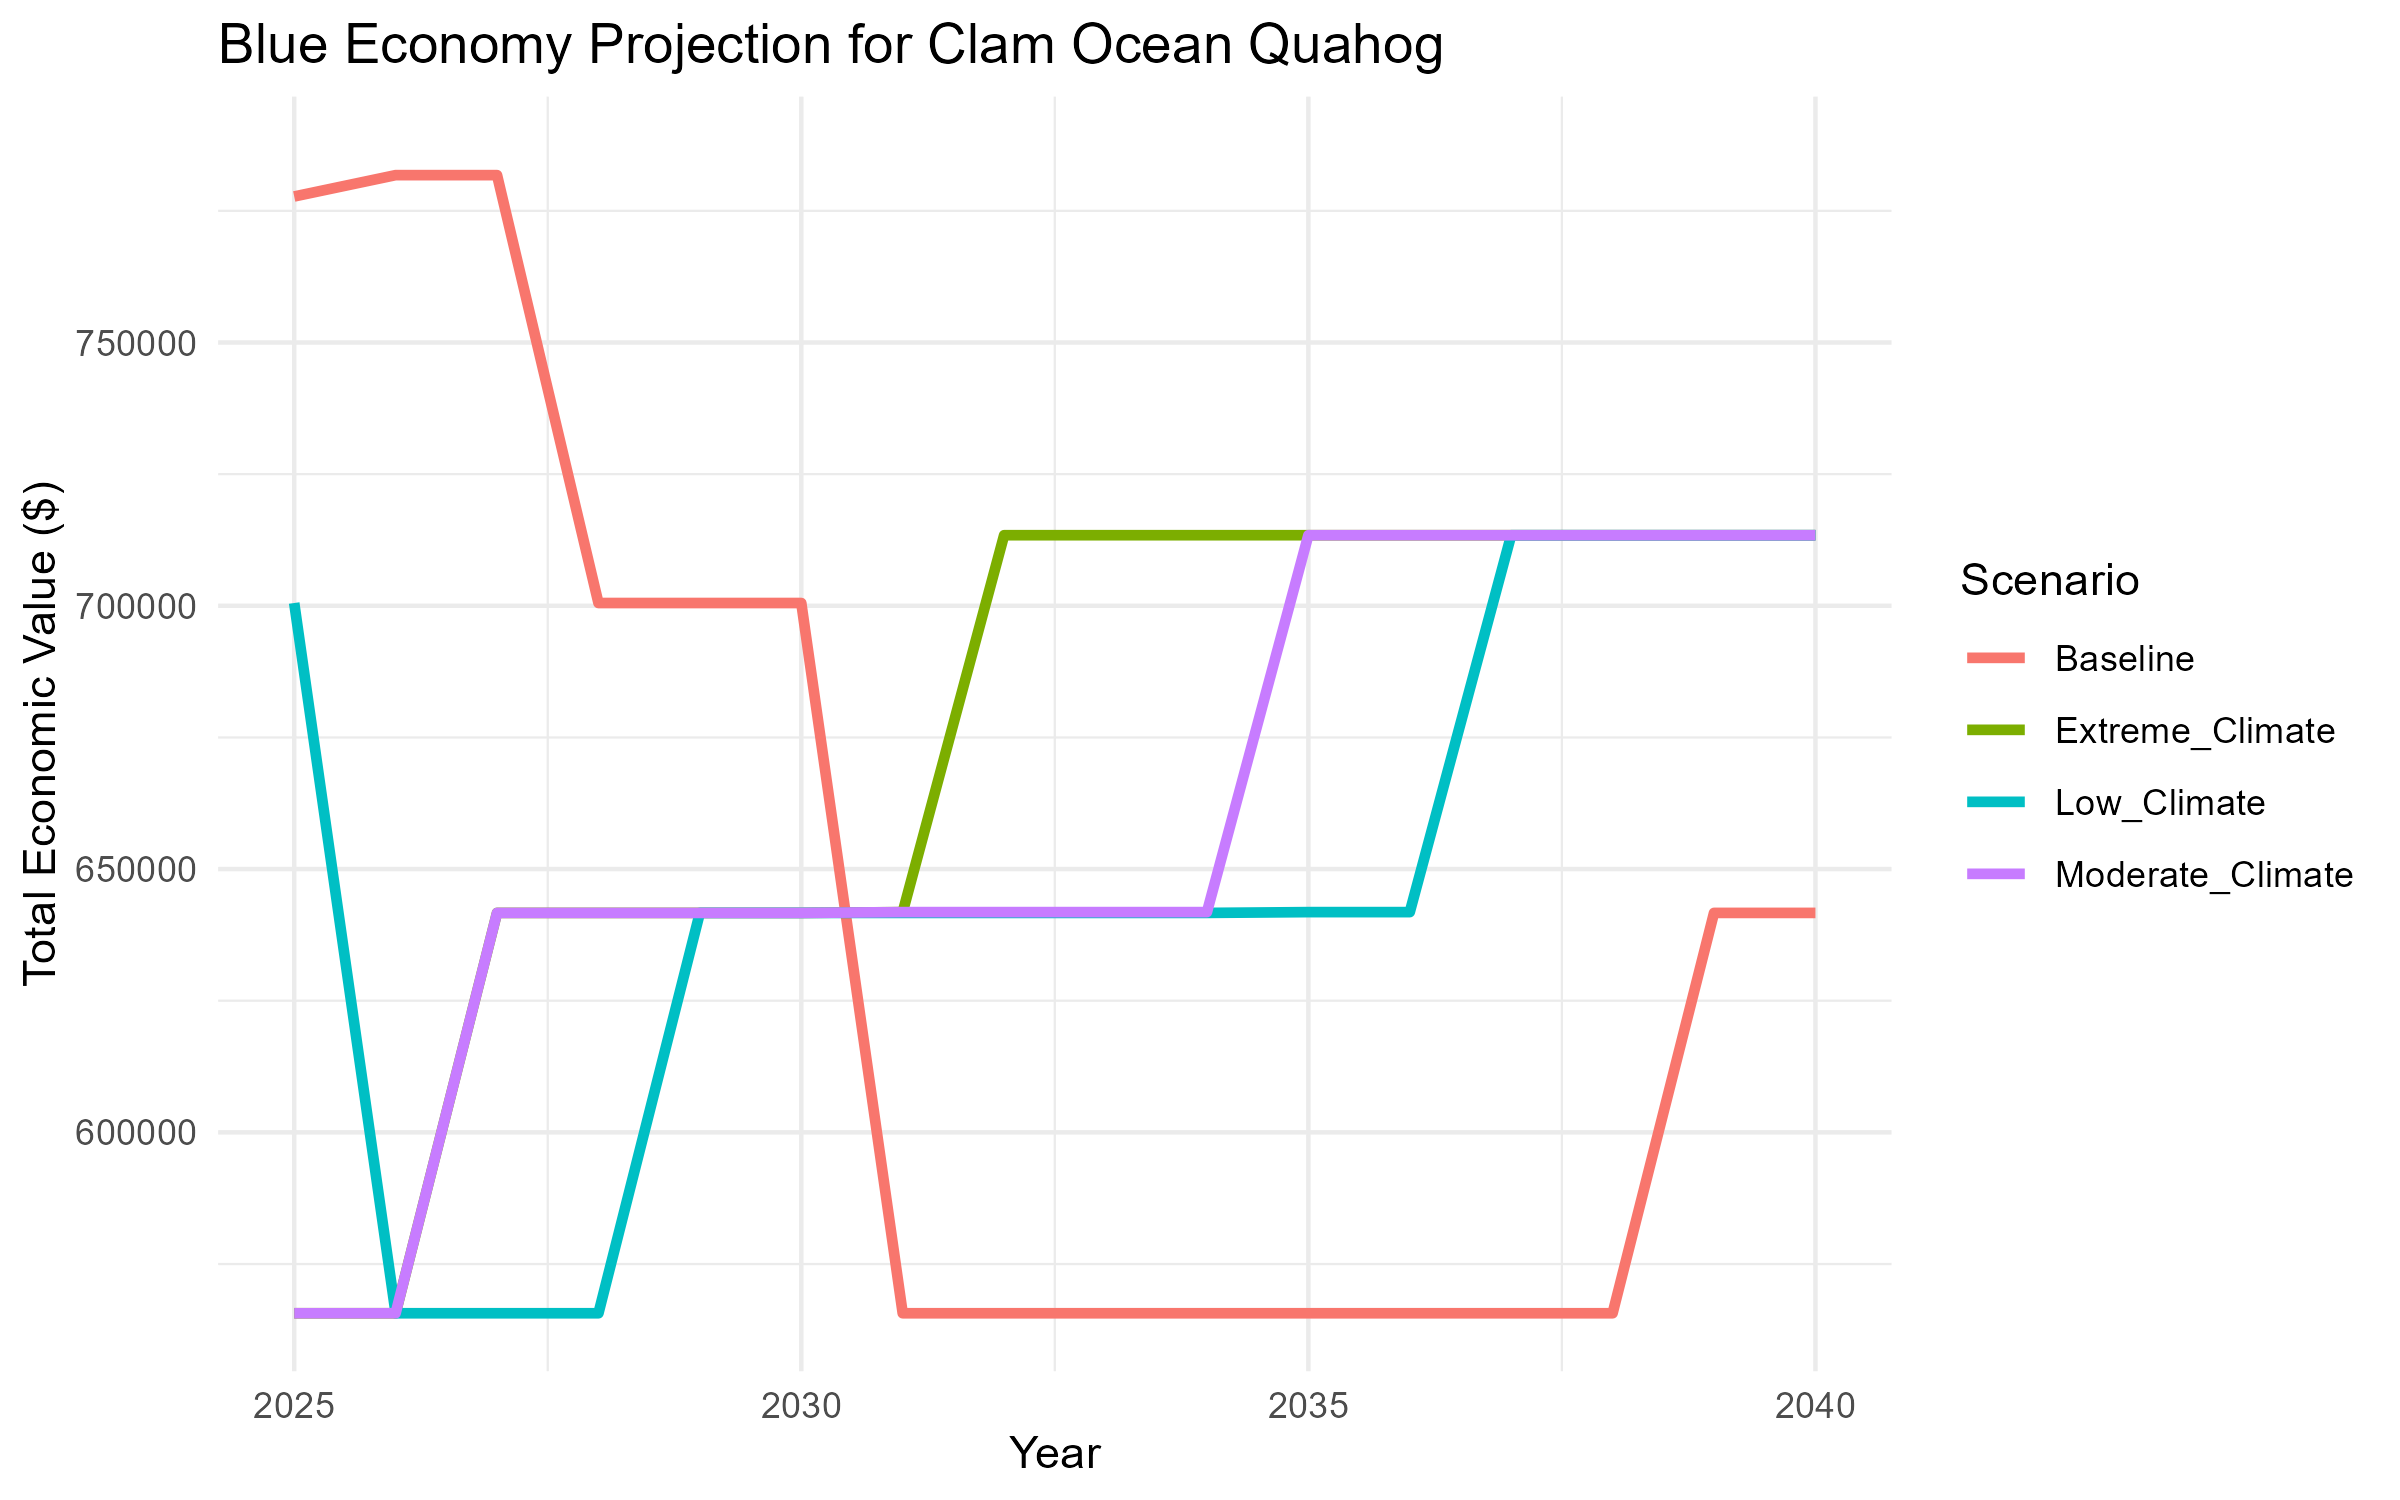 Blue Economy Projection for Clam Ocean Quahog
Total Economic Value ($)
750000
700000
650000
600000
2025
2030
2035
2040
Year
Scenario
Baseline
Extreme_Climate
Low_Climate
Moderate_Climate